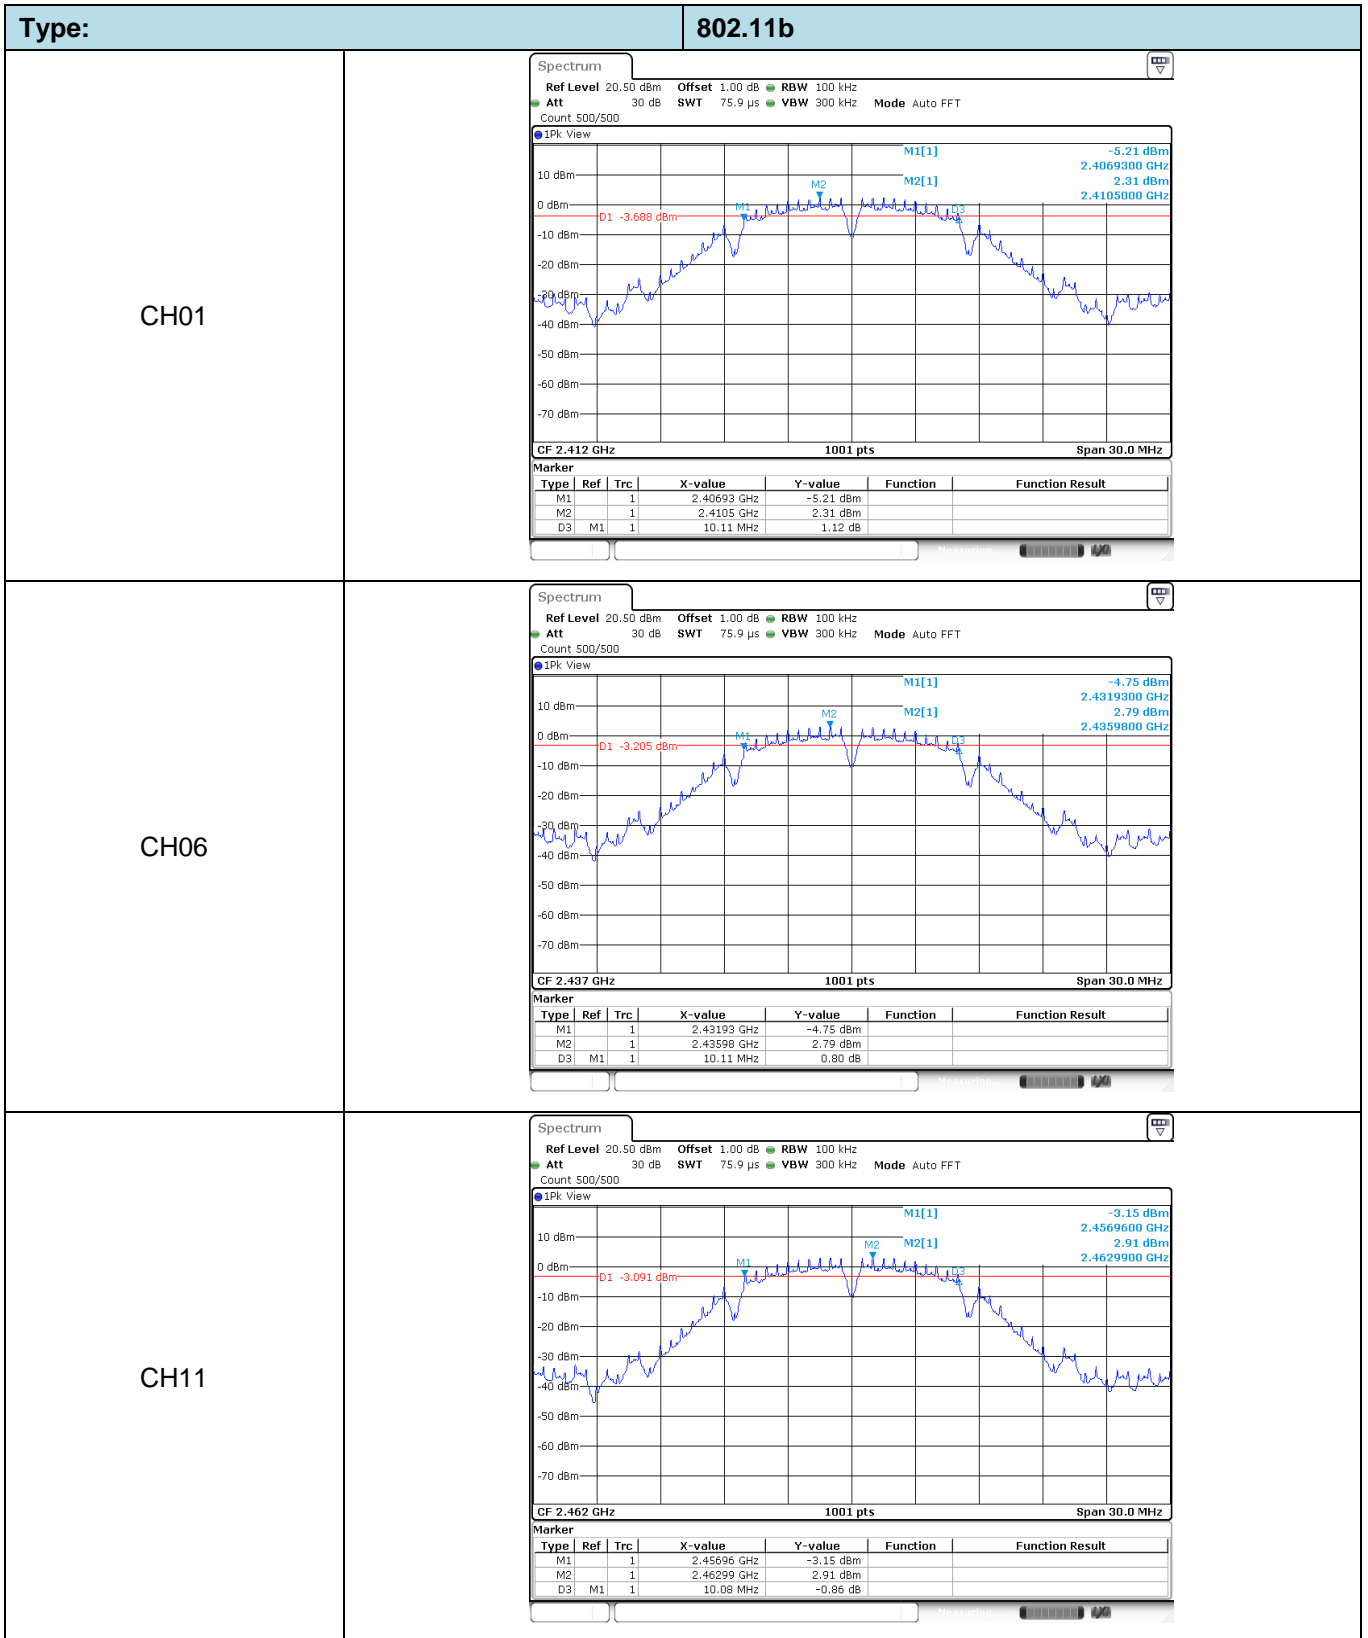 Type: 802.11b
CH01
Spectrum
Ref Level 20.50 dBm Offset 1.00 dB RBW 100 kHz
Att 30 dB SWT 75.9 µs VBW 300 kHz Mode Auto FFT
Count 500/500
1Pk View
M1[1] -5.21 dBm
2.4069300 GHz
10 dBm
M2[1] 2.31 dBm
M2
2.4105000 GHz
0 dBm
M1
D3
D1 -3.688 dBm
-10 dBm
-20 dBm
-30 dBm
-40 dBm
-50 dBm
-60 dBm
-70 dBm
CF 2.412 GHz 1001 pts Span 30.0 MHz
Marker
Type Ref Trc X-value Y-value Function Function Result
M1 1 2.40693 GHz -5.21 dBm
M2 1 2.4105 GHz 2.31 dBm
D3 M1 1 10.11 MHz 1.12 dB
Measuring
LXI
CH06
Spectrum
Ref Level 20.50 dBm Offset 1.00 dB RBW 100 kHz
Att 30 dB SWT 75.9 µs VBW 300 kHz Mode Auto FFT
Count 500/500
1Pk View
M1[1] -4.75 dBm
2.4319300 GHz
10 dBm
M2[1] 2.79 dBm
M2
2.4359800 GHz
0 dBm
M1
D3
D1 -3.205 dBm
-10 dBm
-20 dBm
-30 dBm
-40 dBm
-50 dBm
-60 dBm
-70 dBm
CF 2.437 GHz 1001 pts Span 30.0 MHz
Marker
Type Ref Trc X-value Y-value Function Function Result
M1 1 2.43193 GHz -4.75 dBm
M2 1 2.43598 GHz 2.79 dBm
D3 M1 1 10.11 MHz 0.80 dB
Measuring
LXI
CH11
Spectrum
Ref Level 20.50 dBm Offset 1.00 dB RBW 100 kHz
Att 30 dB SWT 75.9 µs VBW 300 kHz Mode Auto FFT
Count 500/500
1Pk View
M1[1] -3.15 dBm
2.4569600 GHz
10 dBm
M2[1] 2.91 dBm
M2
2.4629900 GHz
0 dBm
M1
D3
D1 -3.091 dBm
-10 dBm
-20 dBm
-30 dBm
-40 dBm
-50 dBm
-60 dBm
-70 dBm
CF 2.462 GHz 1001 pts Span 30.0 MHz
Marker
Type Ref Trc X-value Y-value Function Function Result
M1 1 2.45696 GHz -3.15 dBm
M2 1 2.46299 GHz 2.91 dBm
D3 M1 1 10.08 MHz -0.86 dB
Measuring
LXI